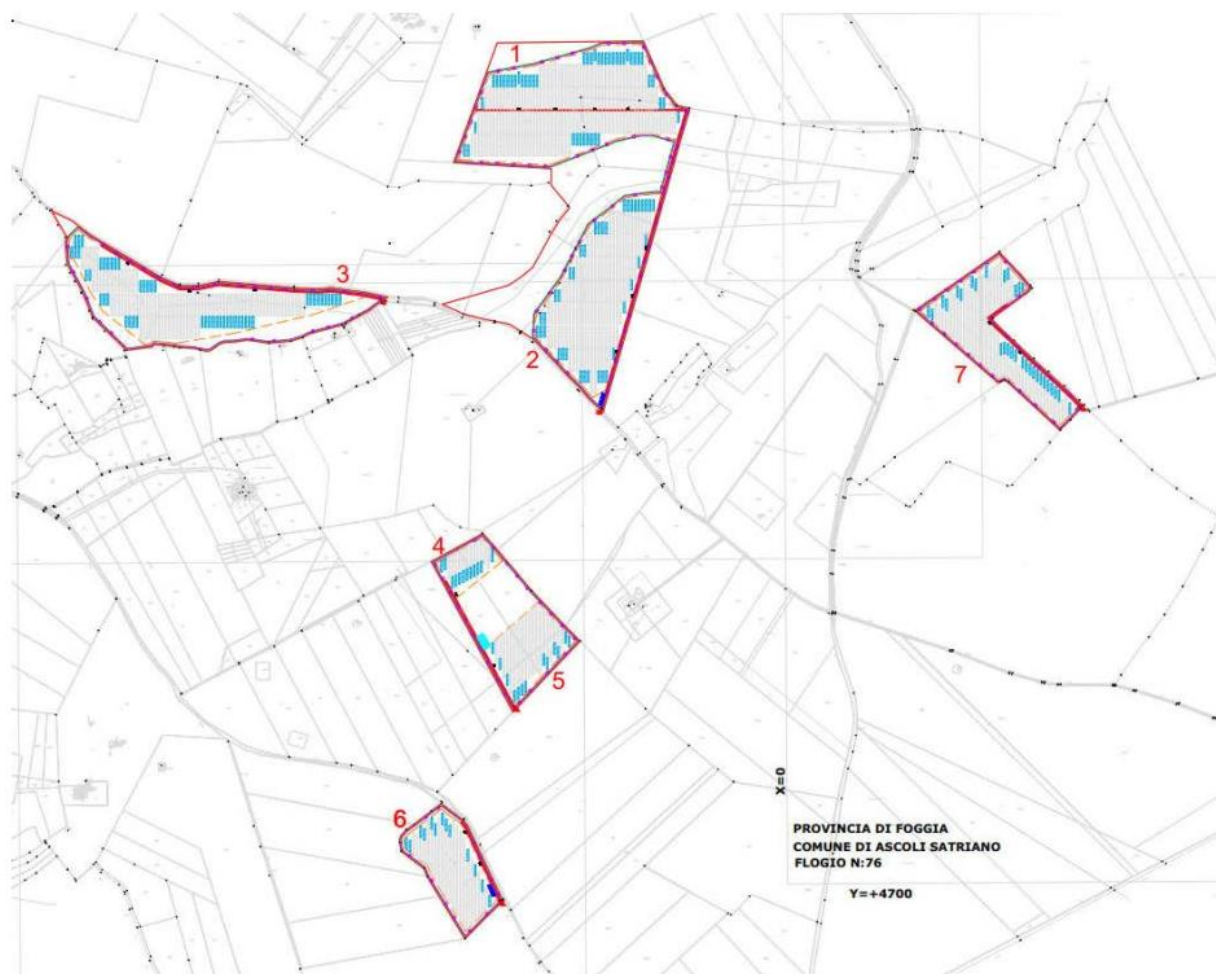 1
3
2
7
4
5
6
X=0
PROVINCIA DI FOGGIA
COMUNE DI ASCOLI SATRIANO
FLOGIO N:76
Y=+4700